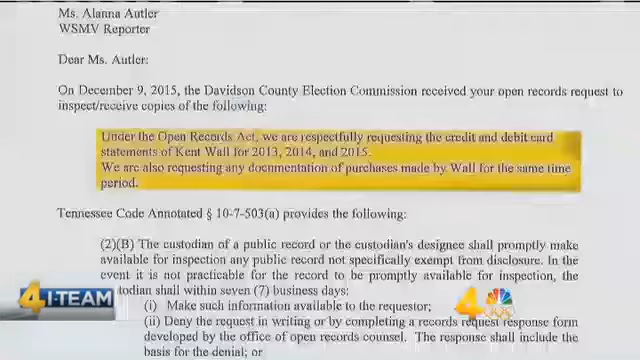 Ms. Alanna Autler
WSMV Reporter
Dear Ms. Autler:
On December 9, 2015, the Davidson County Election Commission received your open records request to
inspect/receive copies of the following:
Under the Open Records Act, we are respectfully requesting the credit and debit card
statements of Kent Wall for 2013, 2014, and 2015.
We are also requesting any documentation of purchases made by Wall for the same time
period.
Tennessee Code Annotated § 10-7-503(a) provides the following:
(2)(B) The custodian of a public record or the custodian's designee shall promptly make
available for inspection any public record not specifically exempt from disclosure. In the
event it is not practicable for the record to be promptly available for inspection, the
todian shall within seven (7) business days:
(i) Make such information available to the requestor;
(ii) Deny the request in writing or by completing a records request response form
developed by the office of open records counsel. The response shall include the
basis for the denial; or
4 I-TEAM
4 NBC